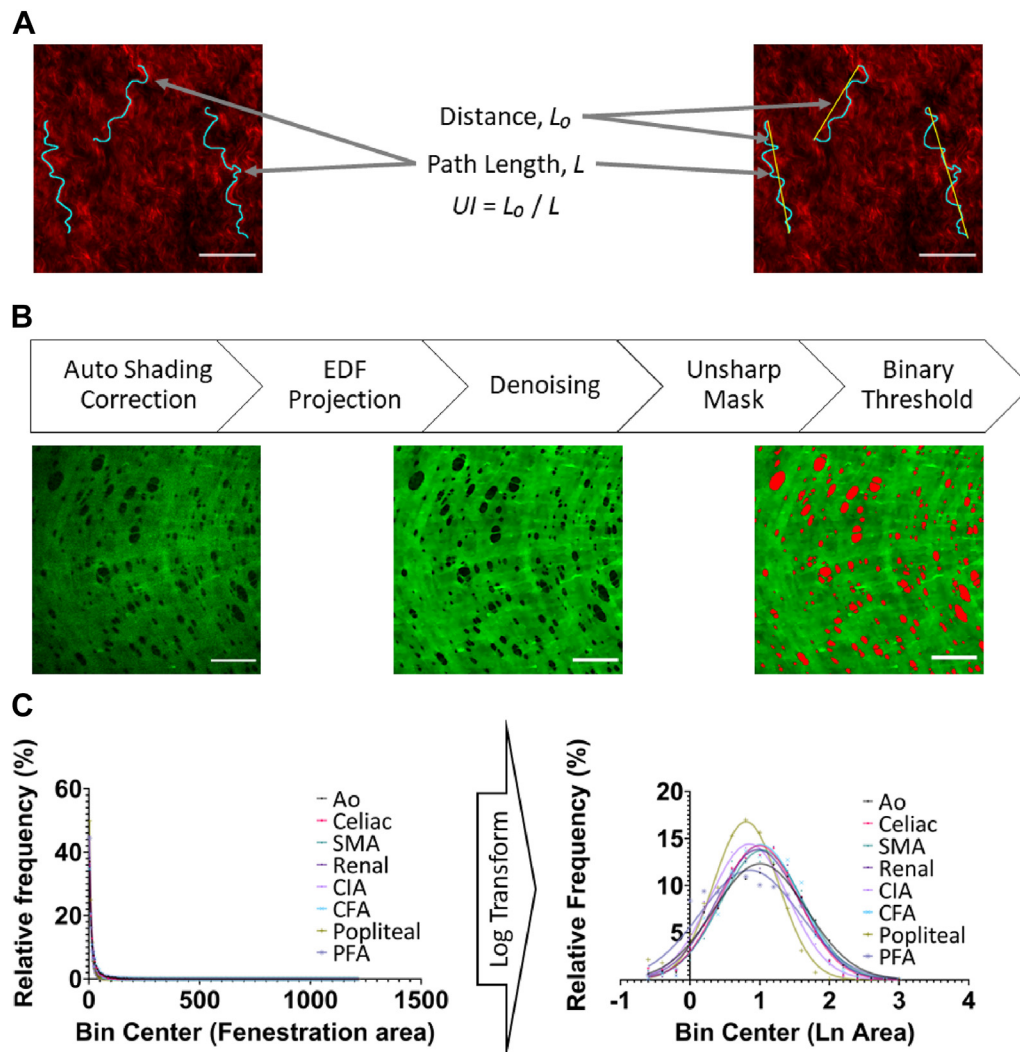 A
Distance, Lo
Path Length, L
UI = Lo / L
B
Auto Shading
Correction
EDF
Projection
Denoising
Unsharp
Mask
Binary
Threshold
C
Relative frequency (%)
60
40
20
0
0
500
1000
1500
Bin Center (Fenestration area)
Ao
Celiac
SMA
Renal
CIA
CFA
Popliteal
PFA
Log Transform
Relative Frequency (%)
20
15
10
5
-1
0
1
2
3
4
Bin Center (Ln Area)
Ao
Celiac
SMA
Renal
CIA
CFA
Popliteal
PFA